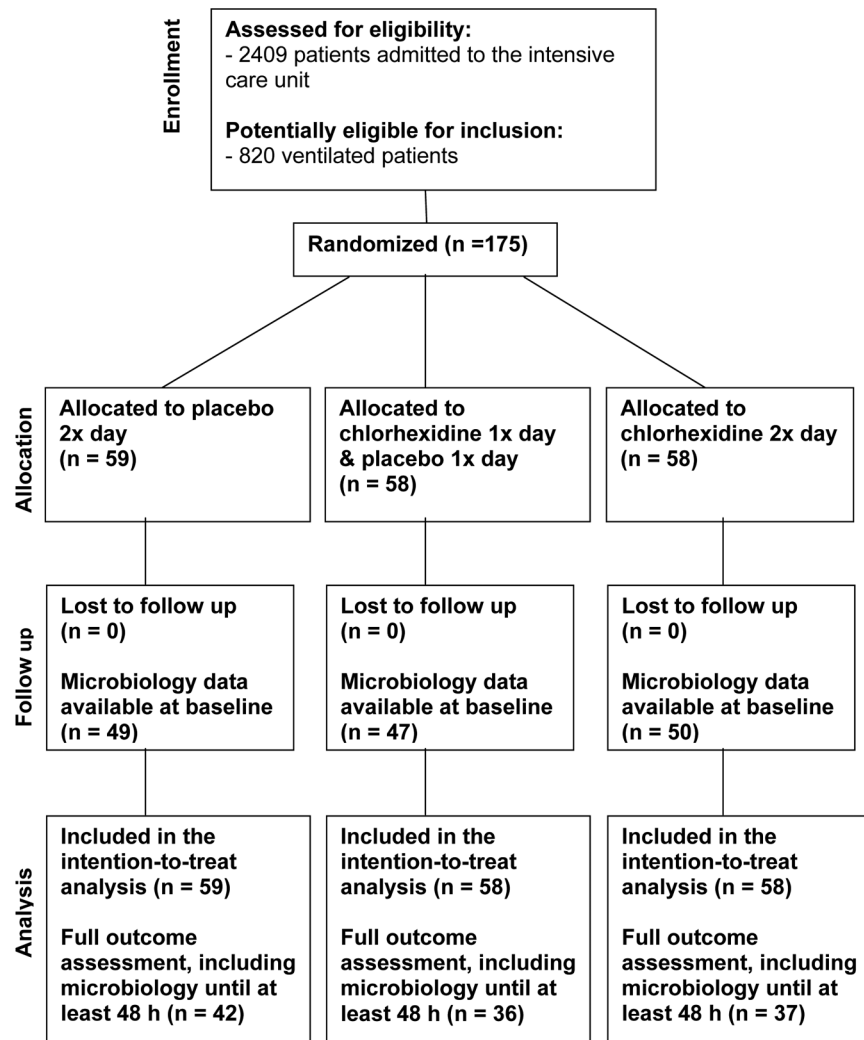 Enrollment
Assessed for eligibility:
- 2409 patients admitted to the intensive
care unit
Potentially eligible for inclusion:
- 820 ventilated patients
Randomized (n =175)
Allocation
Allocated to placebo
2x day
(n = 59)
Allocated to
chlorhexidine 1x day
& placebo 1x day
(n = 58)
Allocated to
chlorhexidine 2x day
(n = 58)
Follow up
Lost to follow up
(n = 0)
Microbiology data
available at baseline
(n = 49)
Lost to follow up
(n = 0)
Microbiology data
available at baseline
(n = 47)
Lost to follow up
(n = 0)
Microbiology data
available at baseline
(n = 50)
Analysis
Included in the
intention-to-treat
analysis (n = 59)
Full outcome
assessment, including
microbiology until at
least 48 h (n = 42)
Included in the
intention-to-treat
analysis (n = 58)
Full outcome
assessment, including
microbiology until at
least 48 h (n = 36)
Included in the
intention-to-treat
analysis (n = 58)
Full outcome
assessment, including
microbiology until at
least 48 h (n = 37)